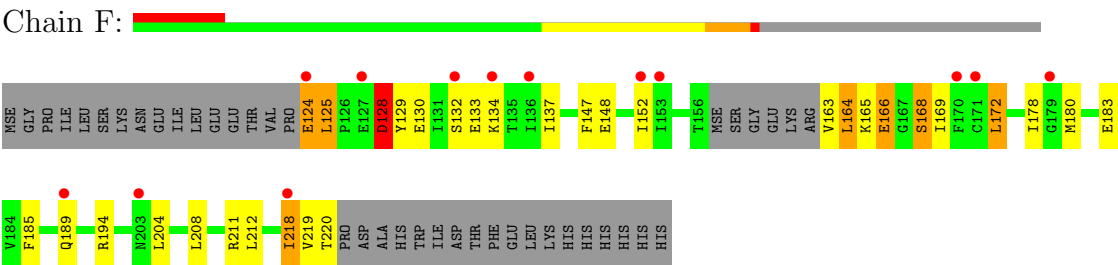 Chain F:
MSE GLY PRO ILE LEU SER LYS ASN GLU ILE LEU GLU GLU THR VAL PRO E124 L125 P126 E127 D128 Y129 E130 I131 S132 E133 K134 T135 I136 I137 F147 E148 I152 I153 T156 MSE SER GLY GLU LYS ARG V163 L164 K165 E166 G167 S168 I169 F170 C171 L172 I178 G179 M180 E183
V184 F185 Q189 R194 N203 L204 L208 R211 L212 I218 V219 T220 PRO ASP ALA HIS TRP ILE ASP THR PHE GLU LEU LYS HIS HIS HIS HIS HIS HIS